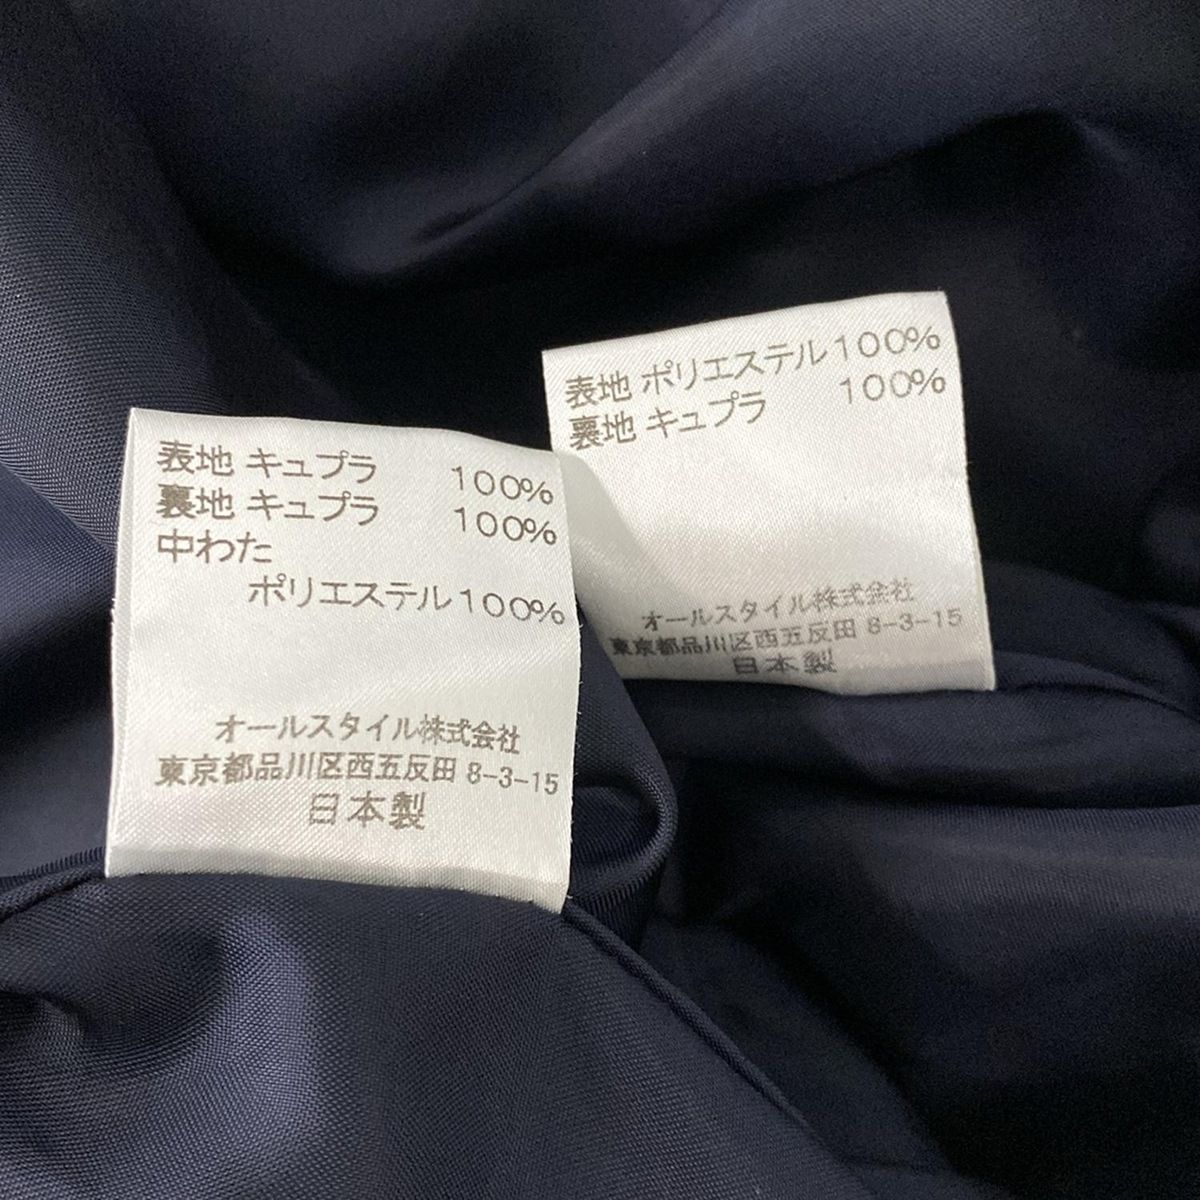 表地 キュプラ 100%
裏地 キュプラ 100%
中わた
ポリエステル100%
オールスタイル株式会社
東京都品川区西五反田 8-3-15
日本製
表地 ポリエステル100%
裏地 キュプラ 100%
オールスタイル株式会社
東京都品川区西五反田 8-3-15
日本製